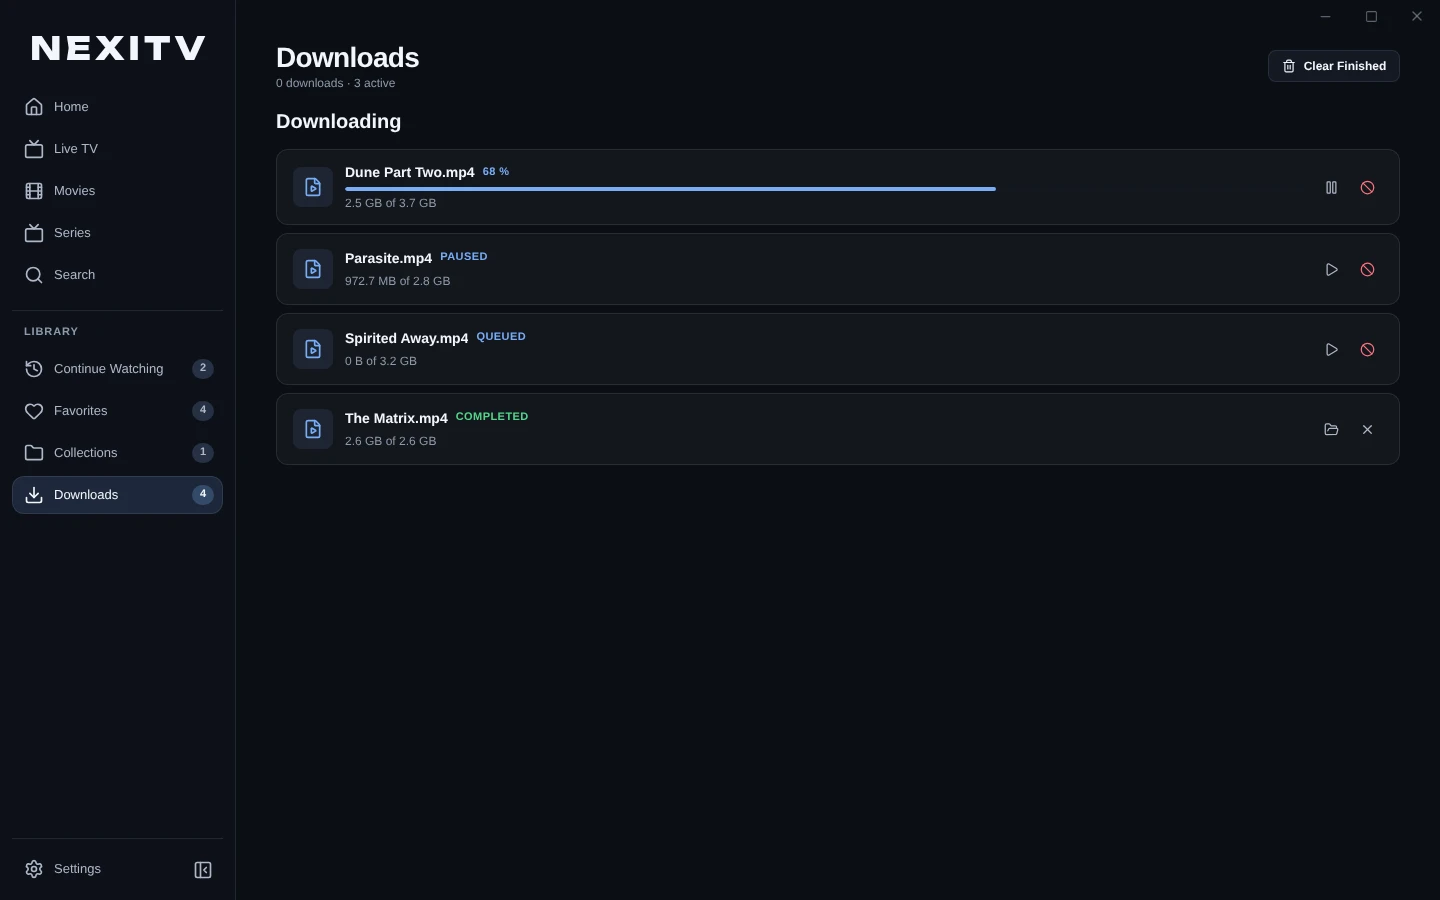 NEXITV
Home
Live TV
Movies
Series
Search
LIBRARY
Continue Watching 2
Favorites 4
Collections 1
Downloads 4
Settings
Downloads
0 downloads · 3 active
Clear Finished
Downloading
Dune Part Two.mp4 68 %
2.5 GB of 3.7 GB
Parasite.mp4 PAUSED
972.7 MB of 2.8 GB
Spirited Away.mp4 QUEUED
0 B of 3.2 GB
The Matrix.mp4 COMPLETED
2.6 GB of 2.6 GB